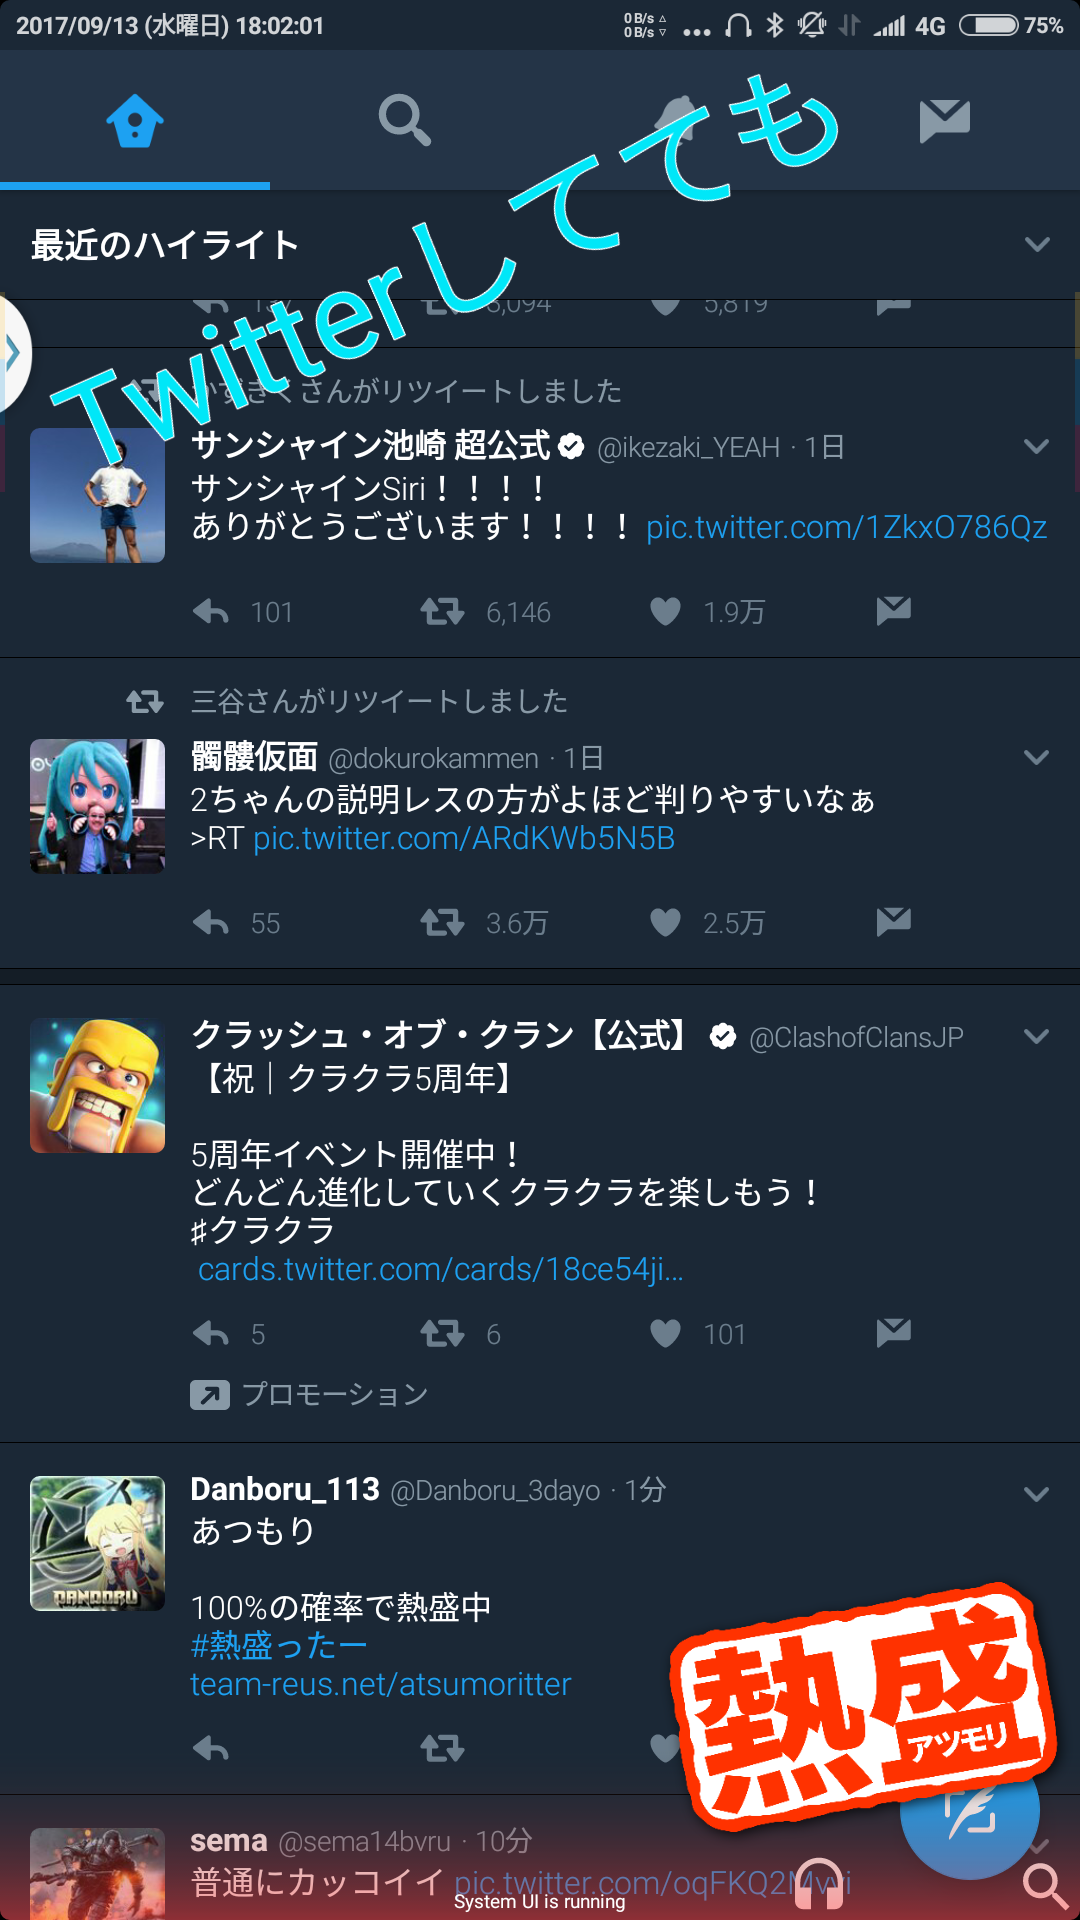 2017/09/13 (水曜日) 18:02:01
0 B/s
0 B/s
4G
75%
Twitterしてても
最近のハイライト
137 3,094 5,819
かずきくさんがリツイートしました
サンシャイン池崎 超公式 @ikezaki_YEAH · 1日
サンシャインSiri！！！！
ありがとうございます！！！！ pic.twitter.com/1ZkxO786Qz
101 6,146 1.9万
三谷さんがリツイートしました
髑髏仮面 @dokurokammen · 1日
2ちゃんの説明レスの方がよほど判りやすいなぁ
>RT pic.twitter.com/ARdKWb5N5B
55 3.6万 2.5万
クラッシュ・オブ・クラン【公式】 @ClashofClansJP
【祝｜クラクラ5周年】
5周年イベント開催中！
どんどん進化していくクラクラを楽しもう！
♯クラクラ
cards.twitter.com/cards/18ce54ji...
5 6 101
プロモーション
Danboru_113 @Danboru_3dayo · 1分
DANBORU
あつもり
100%の確率で熱盛中
#熱盛ったー
team-reus.net/atsumoritter
熱盛
アツモリ
sema @sema14bvru · 10分
普通にカッコイイ pic.twitter.com/oqFKQ2Mvvi
System UI is running